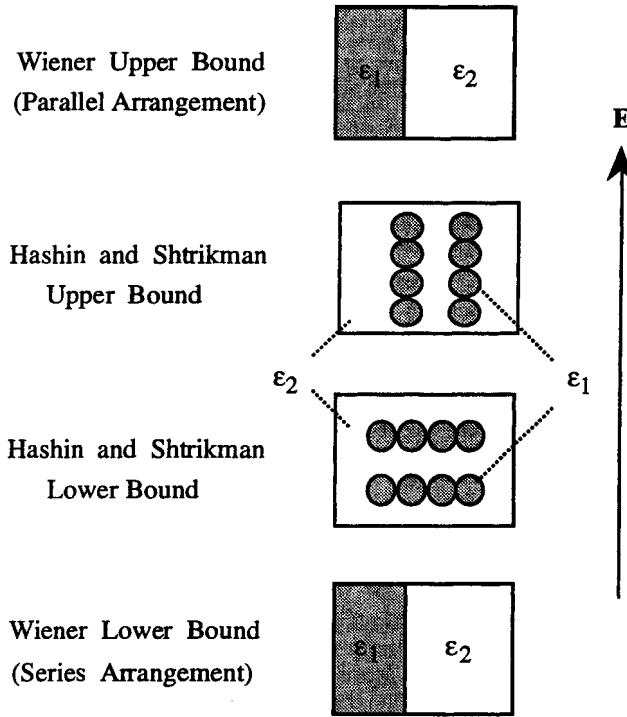 Wiener Upper Bound
(Parallel Arrangement)
ε1
ε2
E
Hashin and Shtrikman
Upper Bound
ε2
ε1
Hashin and Shtrikman
Lower Bound
Wiener Lower Bound
(Series Arrangement)
ε1
ε2